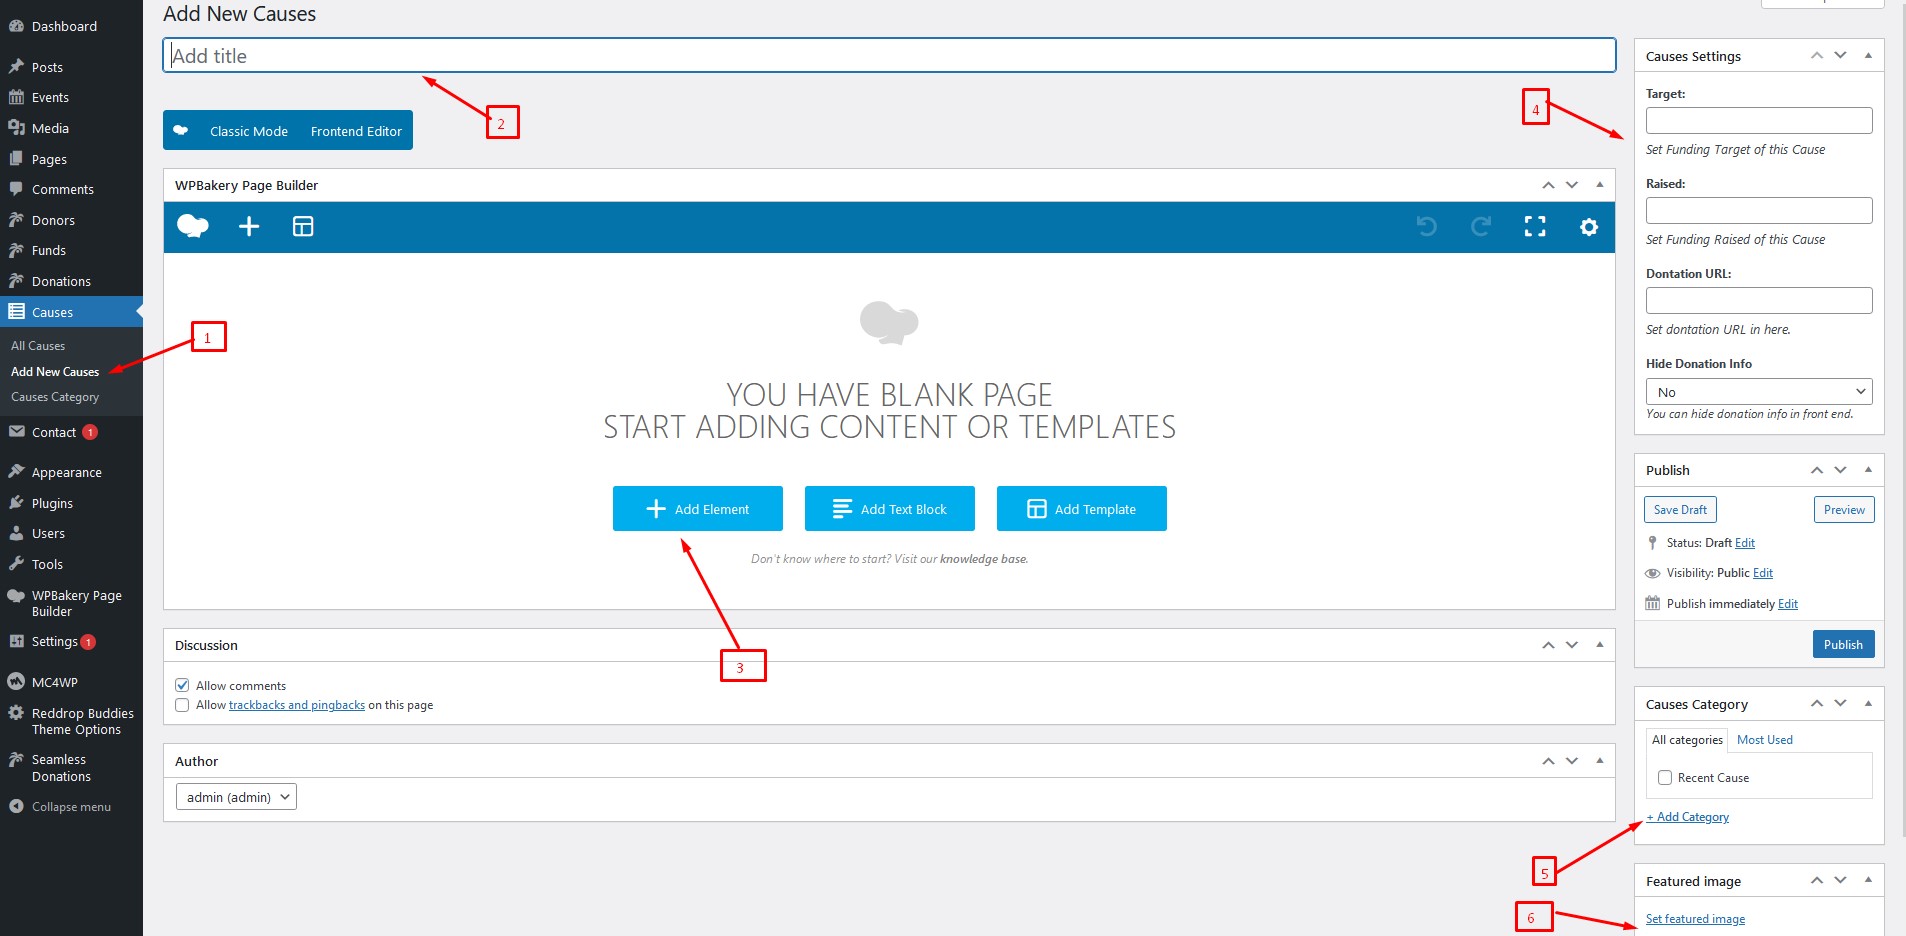 Dashboard
Posts
Events
Media
Pages
Comments
Donors
Funds
Donations
Causes
All Causes
Add New Causes
Causes Category
Contact 1
Appearance
Plugins
Users
Tools
WPBakery Page
Builder
Settings 1
MC4WP
Reddrop Buddies
Theme Options
Seamless
Donations
Collapse menu
1
Add New Causes
Add title
2
Classic Mode Frontend Editor
WPBakery Page Builder
YOU HAVE BLANK PAGE
START ADDING CONTENT OR TEMPLATES
Add Element Add Text Block Add Template
Don't know where to start? Visit our knowledge base.
3
Discussion
Allow comments
Allow trackbacks and pingbacks on this page
Author
admin (admin)
4
Causes Settings
Target:
Set Funding Target of this Cause
Raised:
Set Funding Raised of this Cause
Dontation URL:
Set dontation URL in here.
Hide Donation Info
No
You can hide donation info in front end.
Publish
Save Draft Preview
Status: Draft Edit
Visibility: Public Edit
Publish immediately Edit
Publish
Causes Category
All categories Most Used
Recent Cause
+ Add Category
5
Featured image
Set featured image
6